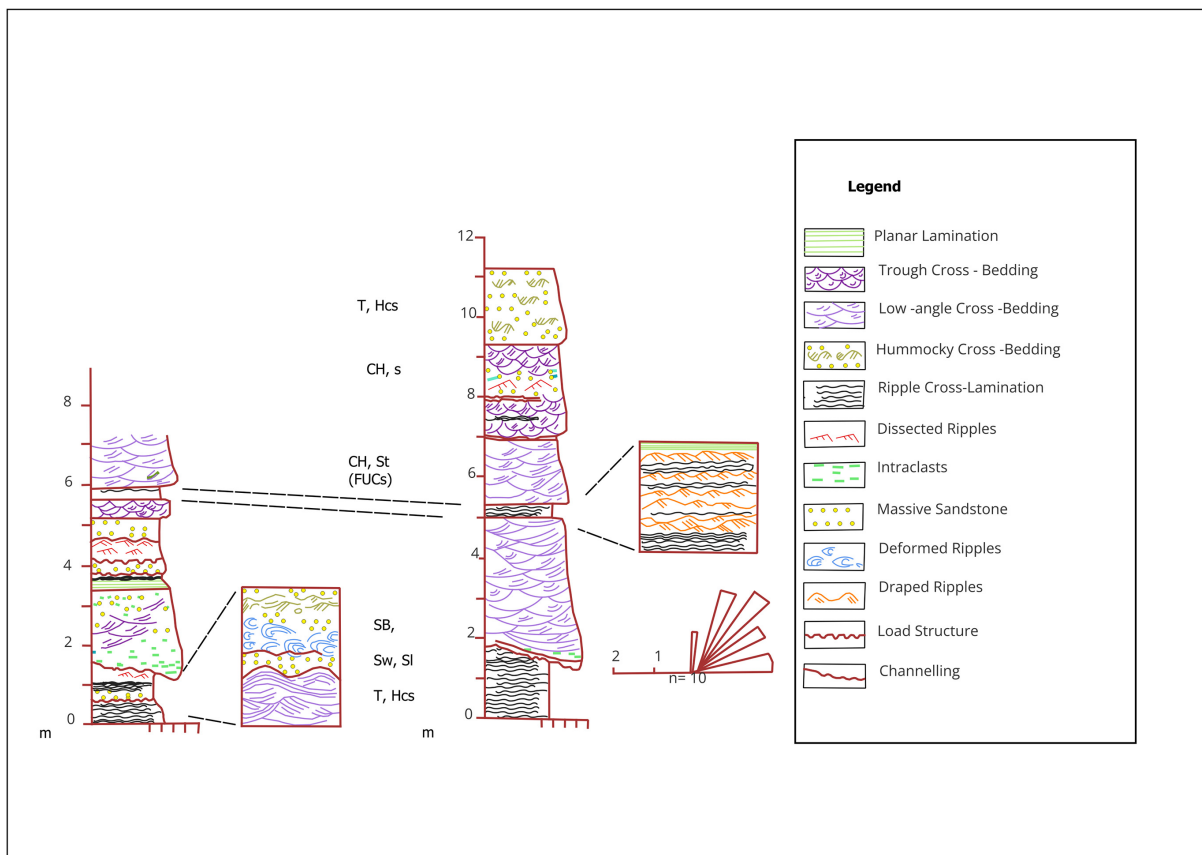 8
6
4
2
0
m
T, Hcs
CH, s
CH, St
(FUCs)
SB,
Sw, Sl
T, Hcs
12
10
8
6
4
2
0
m
2
1
n= 10
Legend
Planar Lamination
Trough Cross - Bedding
Low -angle Cross -Bedding
Hummocky Cross -Bedding
Ripple Cross-Lamination
Dissected Ripples
Intraclasts
Massive Sandstone
Deformed Ripples
Draped Ripples
Load Structure
Channelling